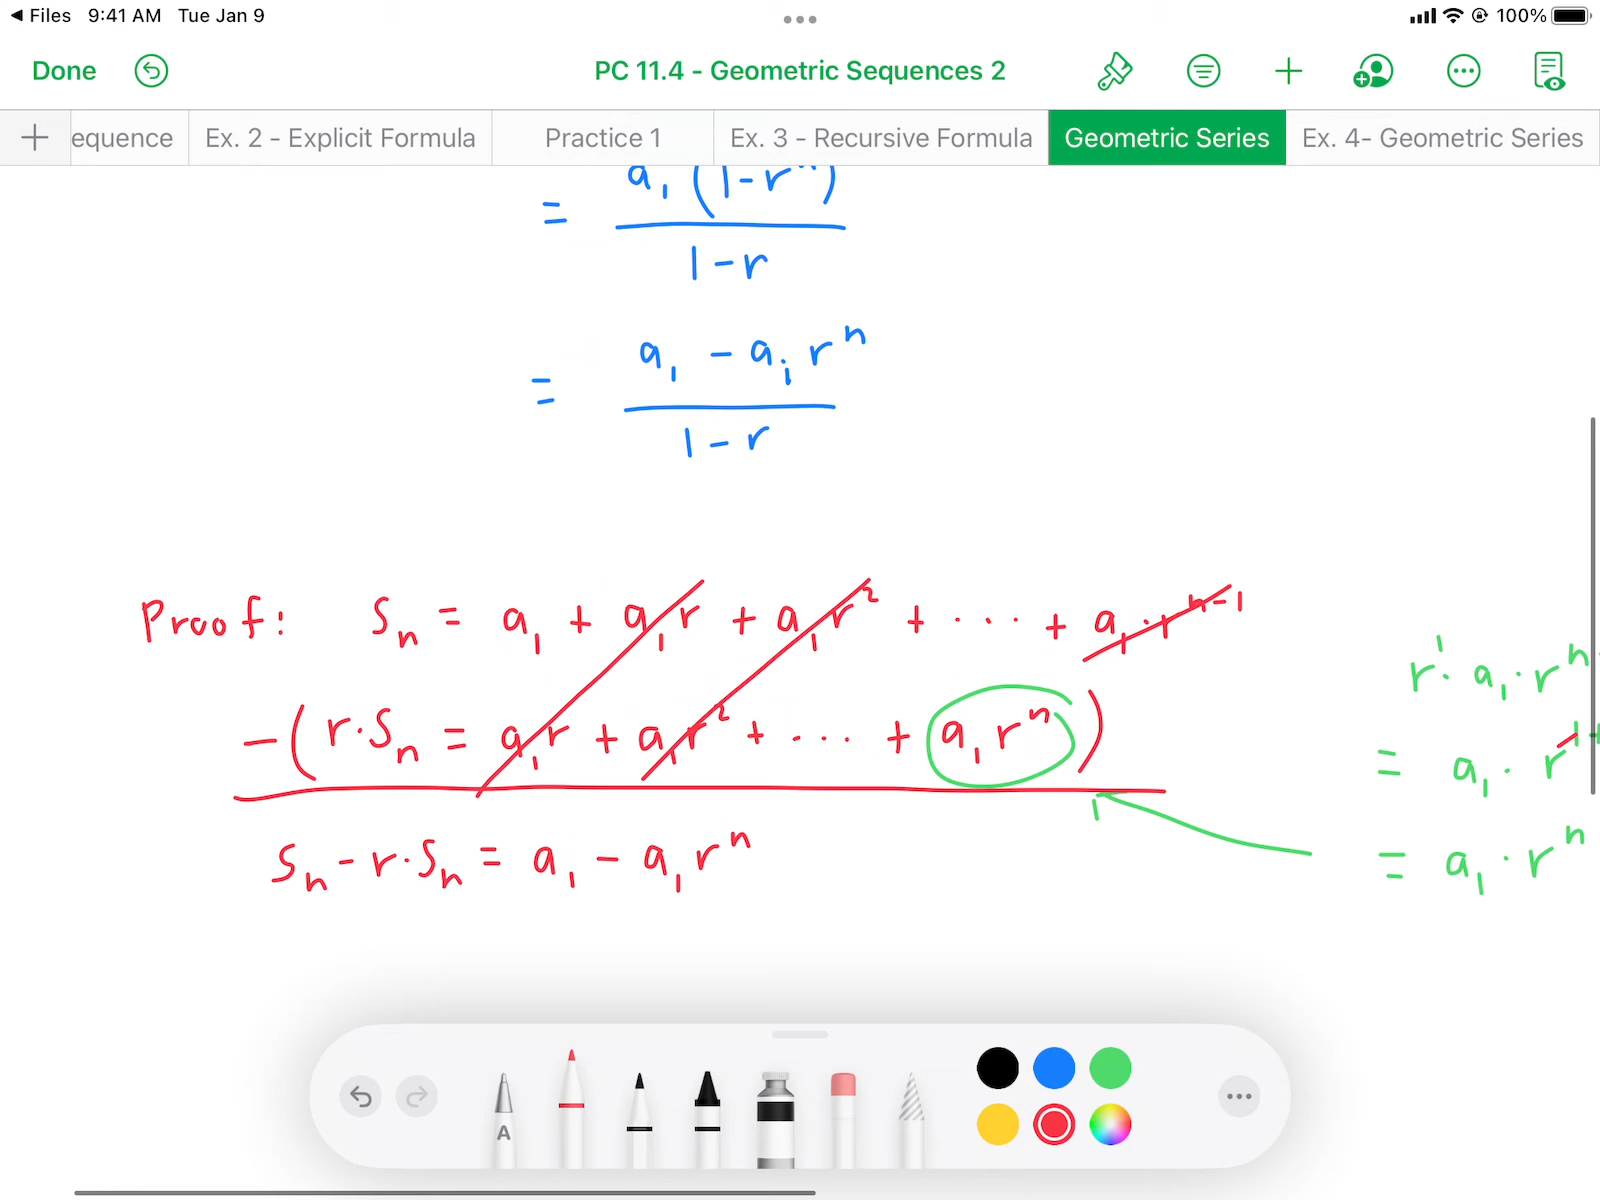 Files 9:41 AM Tue Jan 9 100%
Done PC 11.4 - Geometric Sequences 2
equence Ex. 2 - Explicit Formula Practice 1 Ex. 3 - Recursive Formula Geometric Series Ex. 4- Geometric Series
= a₁(1-rⁿ)
1-r
= a₁ - a₁rⁿ
1-r
Proof: Sₙ = a₁ + a₁r + a₁r² + ... + a₁·rⁿ⁻¹
-(r·Sₙ = a₁r + a₁r² + ... + a₁rⁿ)
Sₙ-r·Sₙ = a₁ - a₁rⁿ
r¹·a₁·rⁿ
= a₁·r¹⁺
= a₁·rⁿ
A